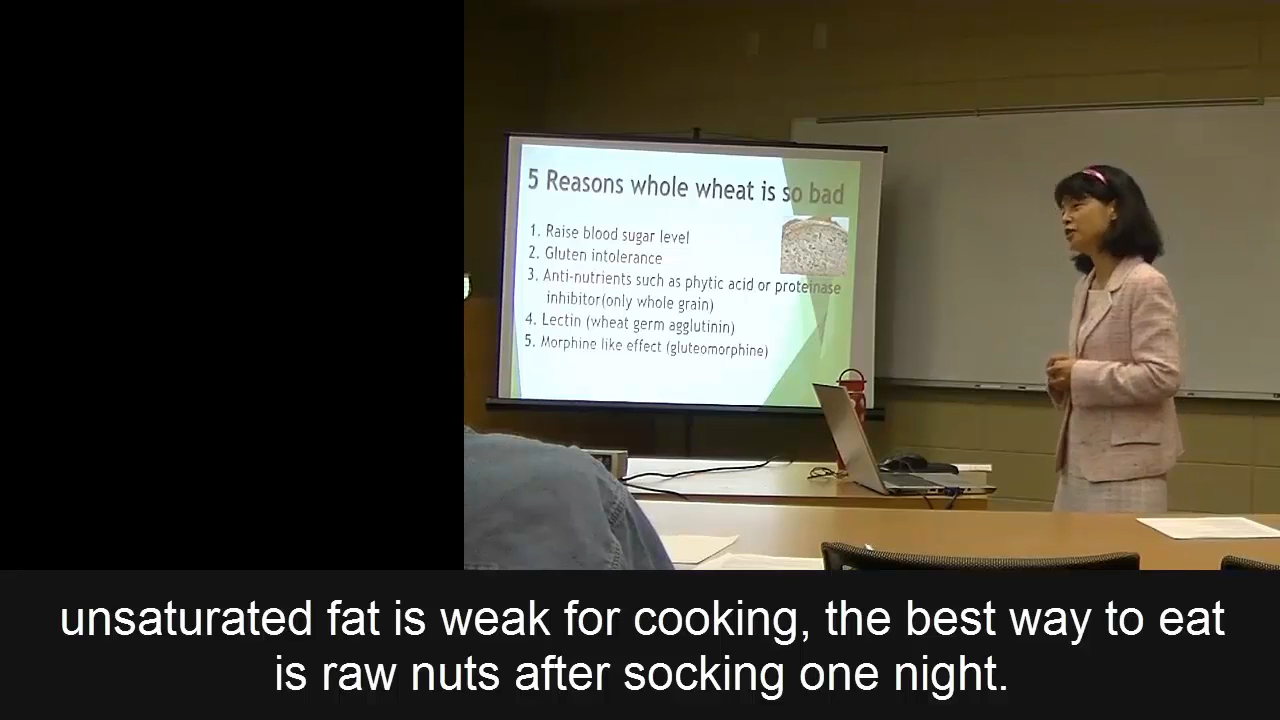 5 Reasons whole wheat is so bad
1. Raise blood sugar level
2. Gluten intolerance
3. Anti-nutrients such as phytic acid or proteinase
inhibitor(only whole grain)
4. Lectin (wheat germ agglutinin)
5. Morphine like effect (gluteomorphine)
unsaturated fat is weak for cooking, the best way to eat
is raw nuts after socking one night.